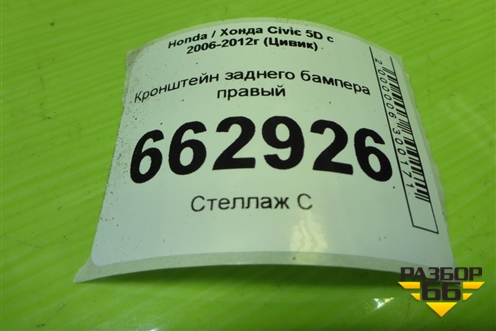 Honda / Хонда Civic 5D с
2006-2012г (Цивик)
Кронштейн заднего бампера
правый
662926
Стеллаж С
РАЗБОР
66